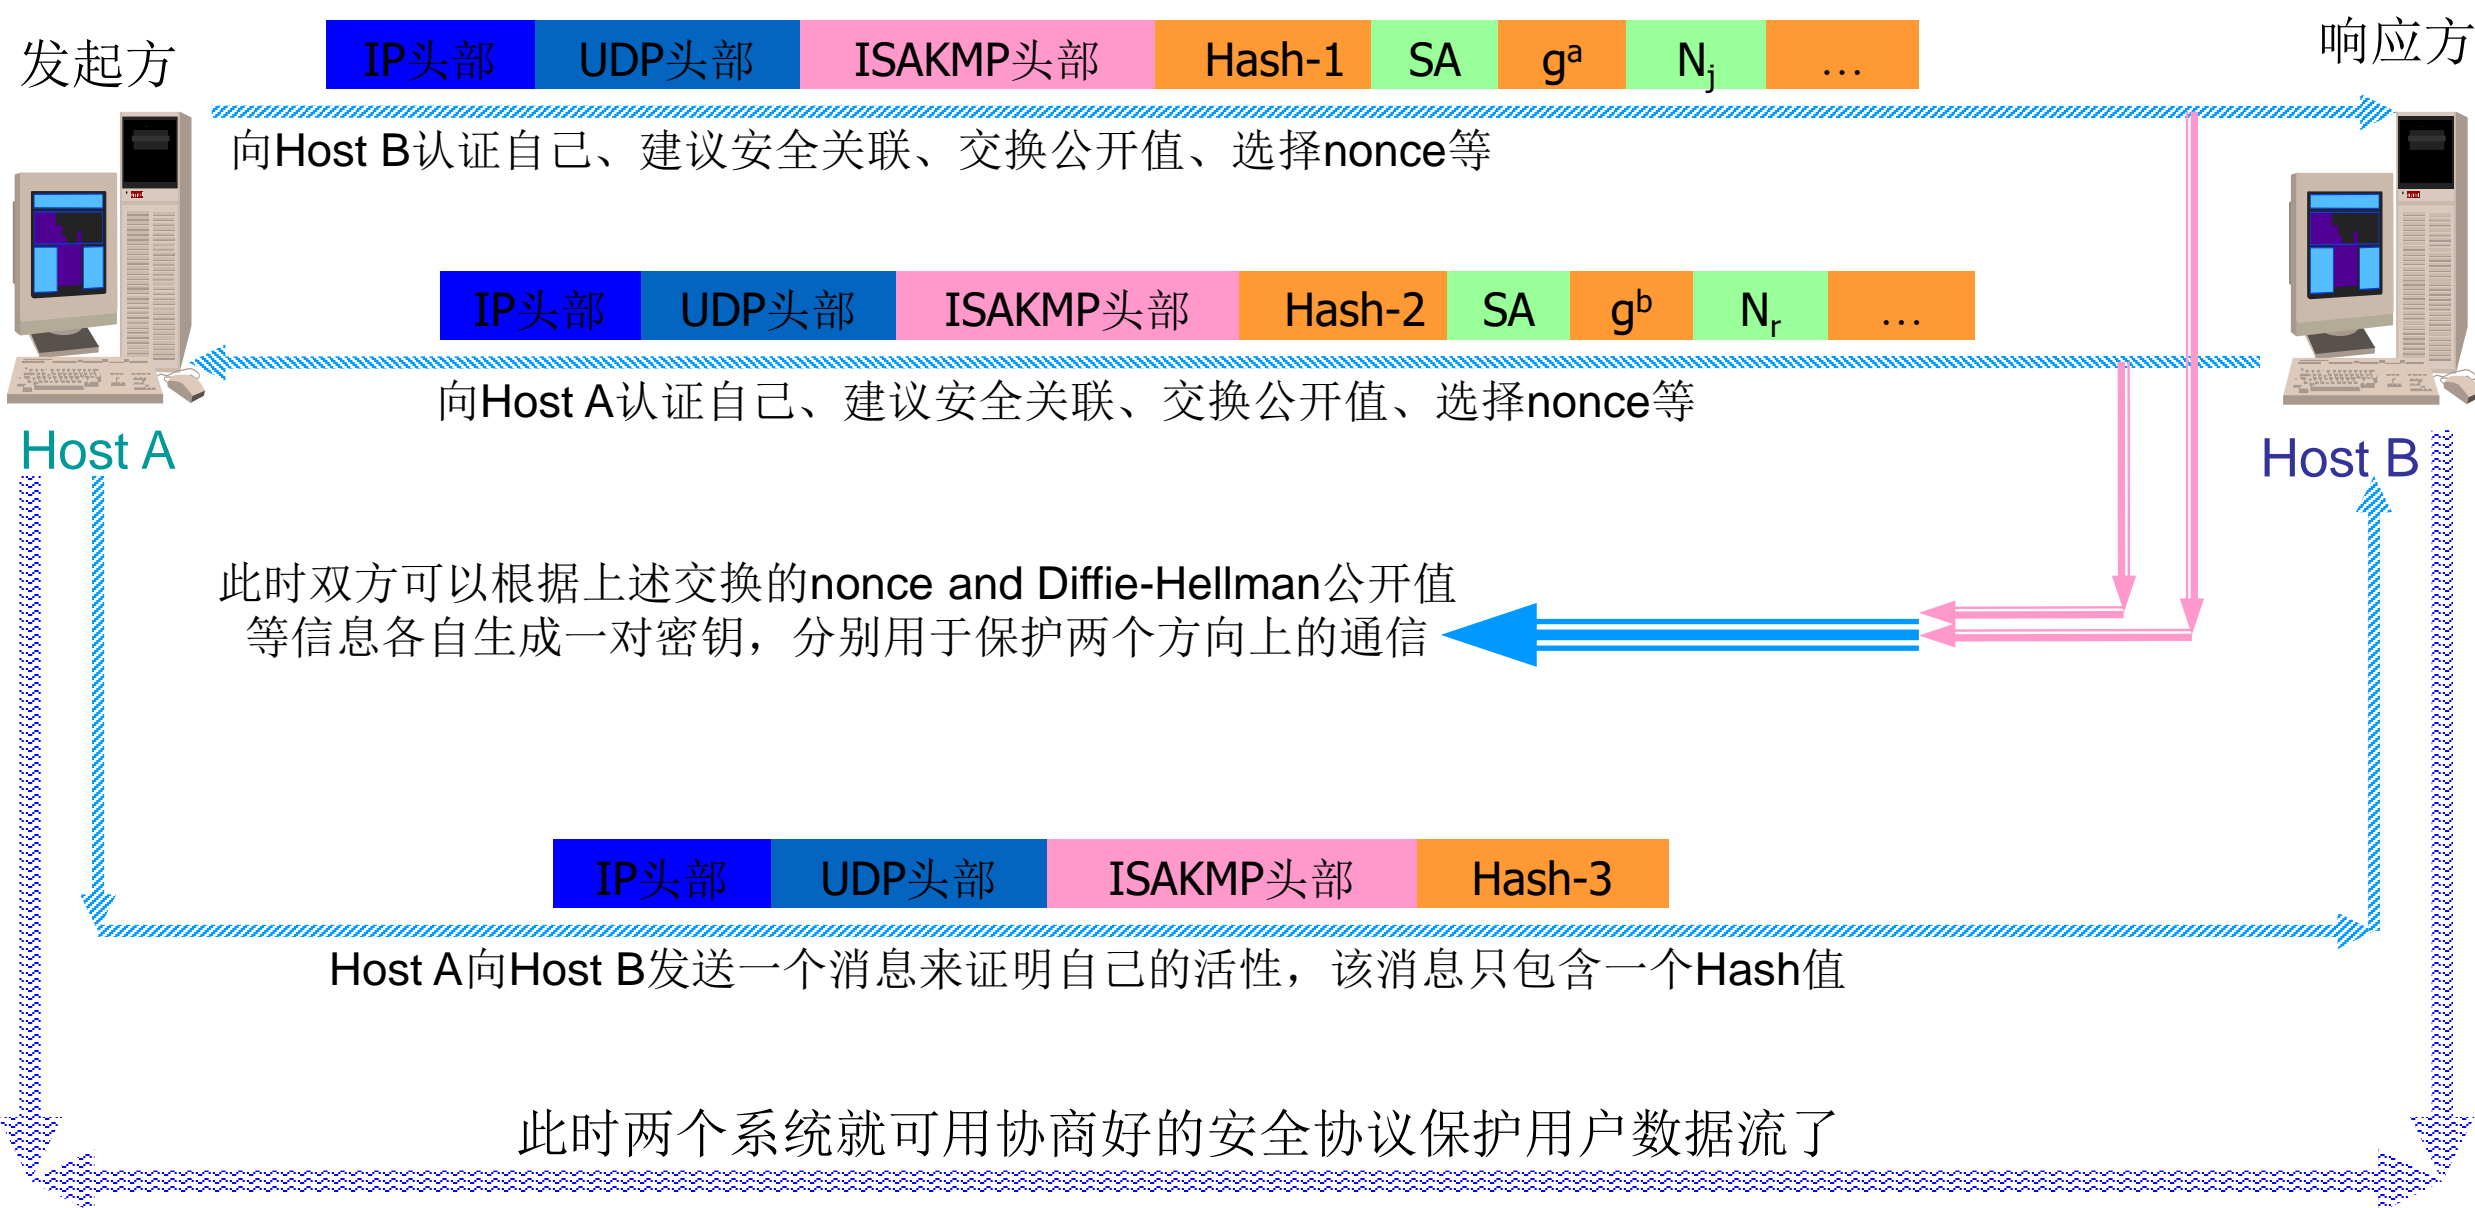 发起方
响应方
IP头部 UDP头部 ISAKMP头部 Hash-1 SA gᵃ Nⱼ …
向Host B认证自己、建议安全关联、交换公开值、选择nonce等
IP头部 UDP头部 ISAKMP头部 Hash-2 SA gᵇ Nᵣ …
向Host A认证自己、建议安全关联、交换公开值、选择nonce等
Host A
Host B
此时双方可以根据上述交换的nonce and Diffie-Hellman公开值
等信息各自生成一对密钥，分别用于保护两个方向上的通信
IP头部 UDP头部 ISAKMP头部 Hash-3
Host A向Host B发送一个消息来证明自己的活性，该消息只包含一个Hash值
此时两个系统就可用协商好的安全协议保护用户数据流了